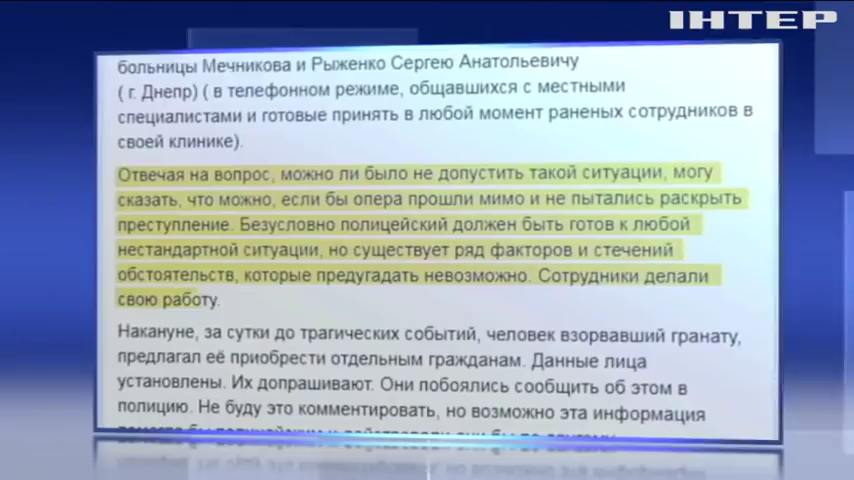 ІНТЕР
больницы Мечникова и Рыженко Сергею Анатольевичу
( г. Днепр) ( в телефонном режиме, общавшихся с местными
специалистами и готовые принять в любой момент раненых сотрудников в
своей клинике).
Отвечая на вопрос, можно ли было не допустить такой ситуации, могу
сказать, что можно, если бы опера прошли мимо и не пытались раскрыть
преступление. Безусловно полицейский должен быть готов к любой
нестандартной ситуации, но существует ряд факторов и стечений
обстоятельств, которые предугадать невозможно. Сотрудники делали
свою работу.
Накануне, за сутки до трагических событий, человек взорвавший гранату,
предлагал её приобрести отдельным гражданам. Данные лица
установлены. Их допрашивают. Они побоялись сообщить об этом в
полицию. Не буду это комментировать, но возможно эта информация